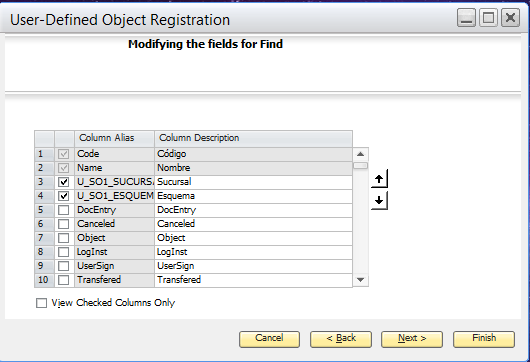 User-Defined Object Registration
Modifying the fields for Find
Column Alias Column Description
1 Code Código
2 Name Nombre
3 U_SO1_SUCURSA Sucursal
4 U_SO1_ESQUEM Esquema
5 DocEntry DocEntry
6 Canceled Canceled
7 Object Object
8 LogInst LogInst
9 UserSign UserSign
10 Transfered Transfered
View Checked Columns Only
Cancel < Back Next > Finish